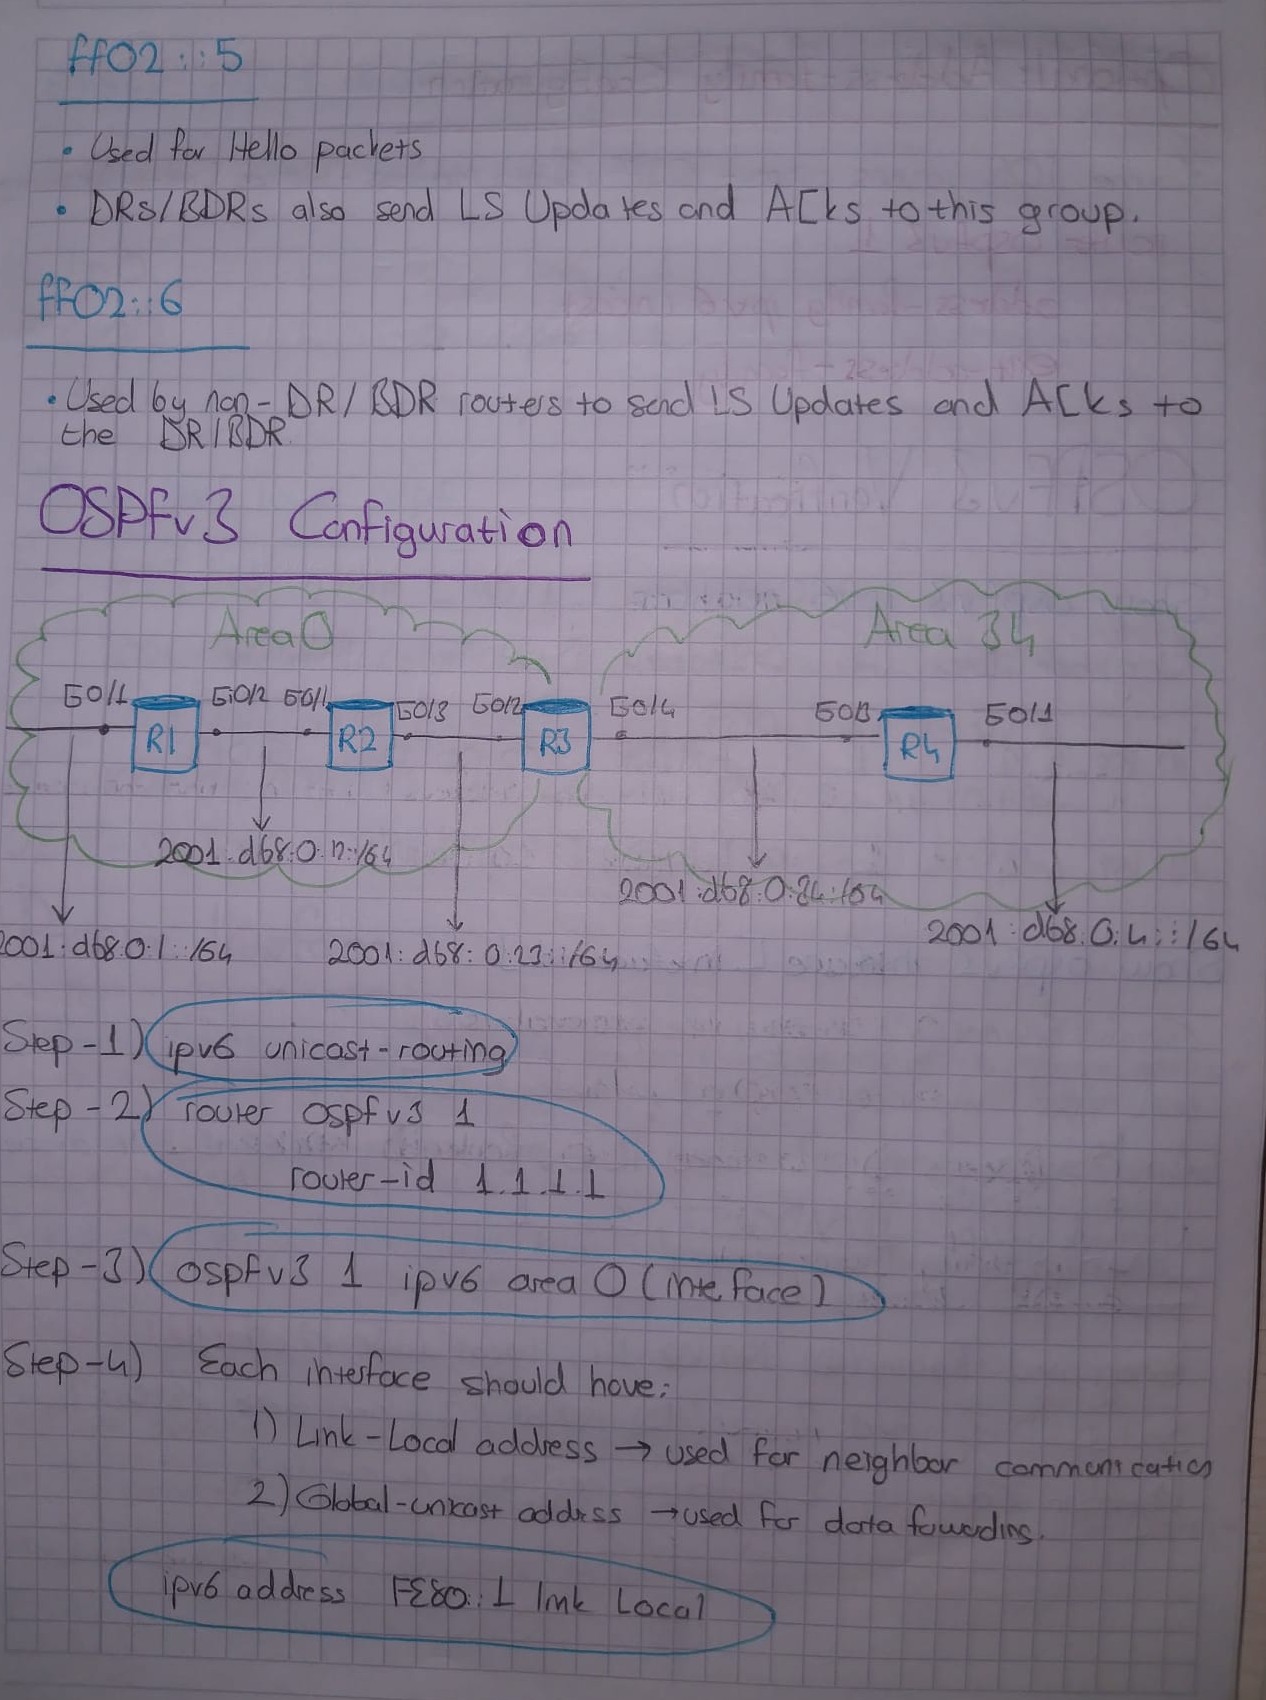 ff02::5
• Used for Hello packets
• DRs/BDRs also send LS Updates and ACks to this group.
ff02::6
• Used by non-DR/BDR routers to send LS Updates and ACks to
the DR/BDR
OSPFv3 Configuration
Area 0
Area 34
G0/1 R1 G0/2 G0/1 R2 G0/3 G0/2 R3 G0/4 G0/3 R4 G0/1
2001:db8:0:12::/64
2001:db8:0:34::/64
2001:db8:0:1::/64
2001:db8:0:23::/64
2001:db8:0:4::/64
Step-1) ipv6 unicast-routing
Step-2) router ospfv3 1
router-id 1.1.1.1
Step-3) ospfv3 1 ipv6 area 0 (interface)
Step-4) Each interface should have:
1) Link-Local address → used for neighbor communication
2) Global-unicast address → used for data fowarding.
ipv6 address FE80::1 link Local